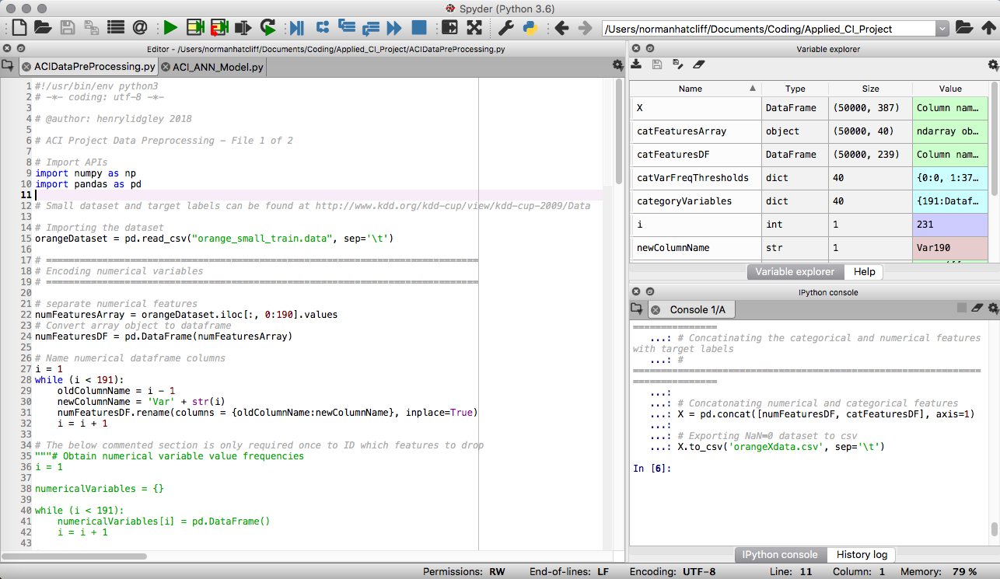 Spyder (Python 3.6)
/Users/normanhatcliff/Documents/Coding/Applied_CI_Project
Editor - /Users/normanhatcliff/Documents/Coding/Applied_CI_Project/ACIDataPreProcessing.py
ACIDataPreProcessing.py ACI_ANN_Model.py
1 #!/usr/bin/env python3
2 # -*- coding: utf-8 -*-
3
4 # @author: henrylidgley 2018
5
6 # ACI Project Data Preprocessing - File 1 of 2
7
8 # Import APIs
9 import numpy as np
10 import pandas as pd
11
12 # Small dataset and target labels can be found at http://www.kdd.org/kdd-cup/view/kdd-cup-2009/Data
13
14 # Importing the dataset
15 orangeDataset = pd.read_csv("orange_small_train.data", sep='\t')
16
17 # =============================================================================
18 # Encoding numerical variables
19 # =============================================================================
20
21 # separate numerical features
22 numFeaturesArray = orangeDataset.iloc[:, 0:190].values
23 # Convert array object to dataframe
24 numFeaturesDF = pd.DataFrame(numFeaturesArray)
25
26 # Name numerical dataframe columns
27 i = 1
28 while (i < 191):
29     oldColumnName = i - 1
30     newColumnName = 'Var' + str(i)
31     numFeaturesDF.rename(columns = {oldColumnName:newColumnName}, inplace=True)
32     i = i + 1
33
34 # The below commented section is only required once to ID which features to drop
35 """# Obtain numerical variable value frequencies
36 i = 1
37
38 numericalVariables = {}
39
40 while (i < 191):
41     numericalVariables[i] = pd.DataFrame()
42     i = i + 1
43
Variable explorer
Name Type Size Value
X DataFrame (50000, 387) Column nam…
catFeaturesArray object (50000, 40) ndarray ob…
catFeaturesDF DataFrame (50000, 239) Column nam…
catVarFreqThresholds dict 40 {0:0, 1:37…
categoryVariables dict 40 {191:Dataf…
i int 1 231
newColumnName str 1 Var190
Variable explorer Help
IPython console
Console 1/A
===============
...: # Concatinating the categorical and numerical features
with target labels
...: #
==============================================================
===============
...:
...: # Concatonating numerical and categorical features
...: X = pd.concat([numFeaturesDF, catFeaturesDF], axis=1)
...:
...: # Exporting NaN=0 dataset to csv
...: X.to_csv('orangeXdata.csv', sep='\t')
In [6]:
IPython console History log
Permissions: RW End-of-lines: LF Encoding: UTF-8 Line: 11 Column: 1 Memory: 79 %